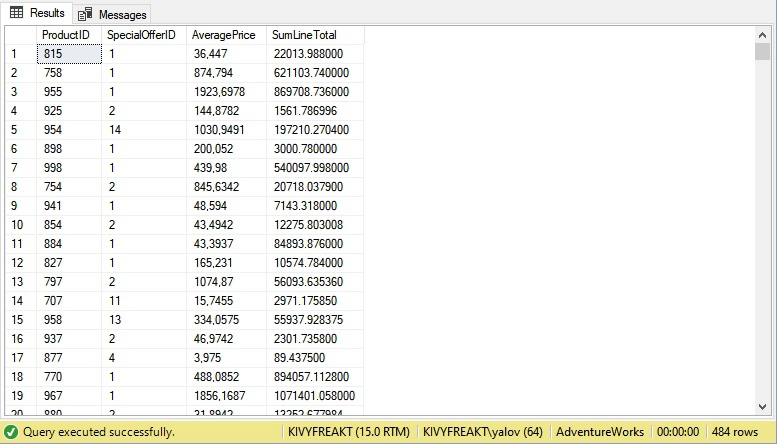 Results Messages
ProductID SpecialOfferID AveragePrice SumLineTotal
1 815 1 36,447 22013.988000
2 758 1 874,794 621103.740000
3 955 1 1923,6978 869708.736000
4 925 2 144,8782 1561.786996
5 954 14 1030,9491 197210.270400
6 898 1 200,052 3000.780000
7 998 1 439,98 540097.998000
8 754 2 845,6342 20718.037900
9 941 1 48,594 7143.318000
10 854 2 43,4942 12275.803008
11 884 1 43,3937 84893.876000
12 827 1 165,231 10574.784000
13 797 2 1074,87 56093.635360
14 707 11 15,7455 2971.175850
15 958 13 334,0575 55937.928375
16 937 2 46,9742 2301.735800
17 877 4 3,975 89.437500
18 770 1 488,0852 894057.112800
19 967 1 1856,1687 1071401.058000
20 880 2 31,8942 13252.677984
Query executed successfully. KIVYFREAKT (15.0 RTM) KIVYFREAKT\yalov (64) AdventureWorks 00:00:00 484 rows